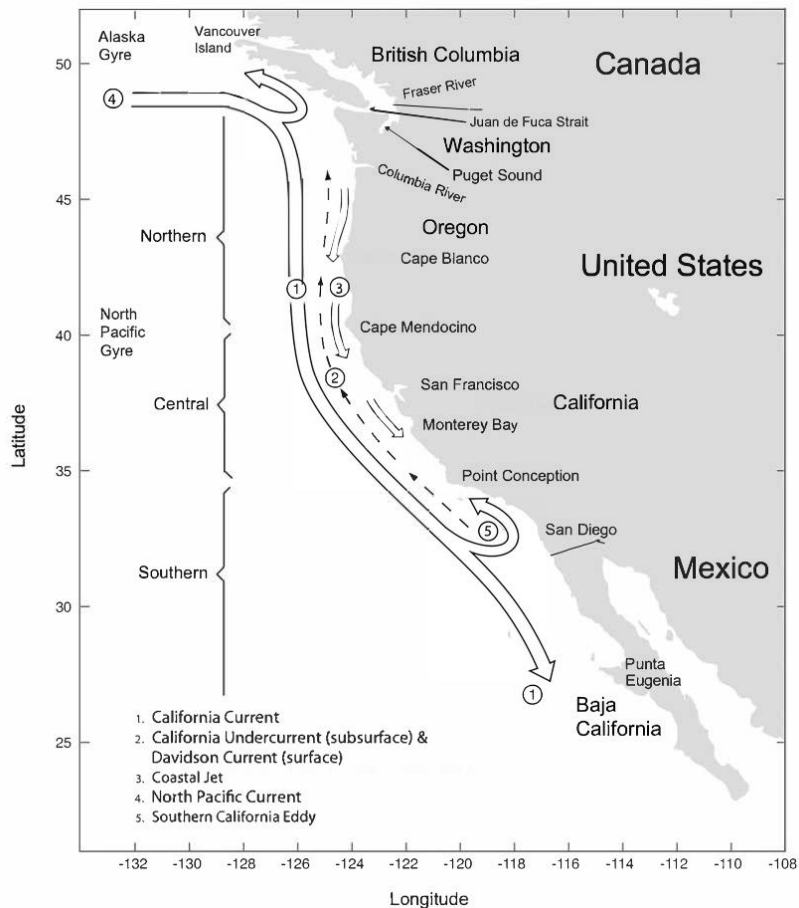 Alaska
Gyre
Vancouver
Island
British Columbia
Canada
50
4
Fraser River
Juan de Fuca Strait
Washington
Puget Sound
Columbia River
45
Northern
Oregon
Cape Blanco
United States
1
3
North
Pacific
Gyre
40
Cape Mendocino
2
San Francisco
Central
California
Monterey Bay
Latitude
35
Point Conception
5
San Diego
Mexico
Southern
30
Punta
Eugenia
1
Baja
California
25
1. California Current
2. California Undercurrent (subsurface) &
Davidson Current (surface)
3. Coastal Jet
4. North Pacific Current
5. Southern California Eddy
-132 -130 -128 -126 -124 -122 -120 -118 -116 -114 -112 -110 -108
Longitude